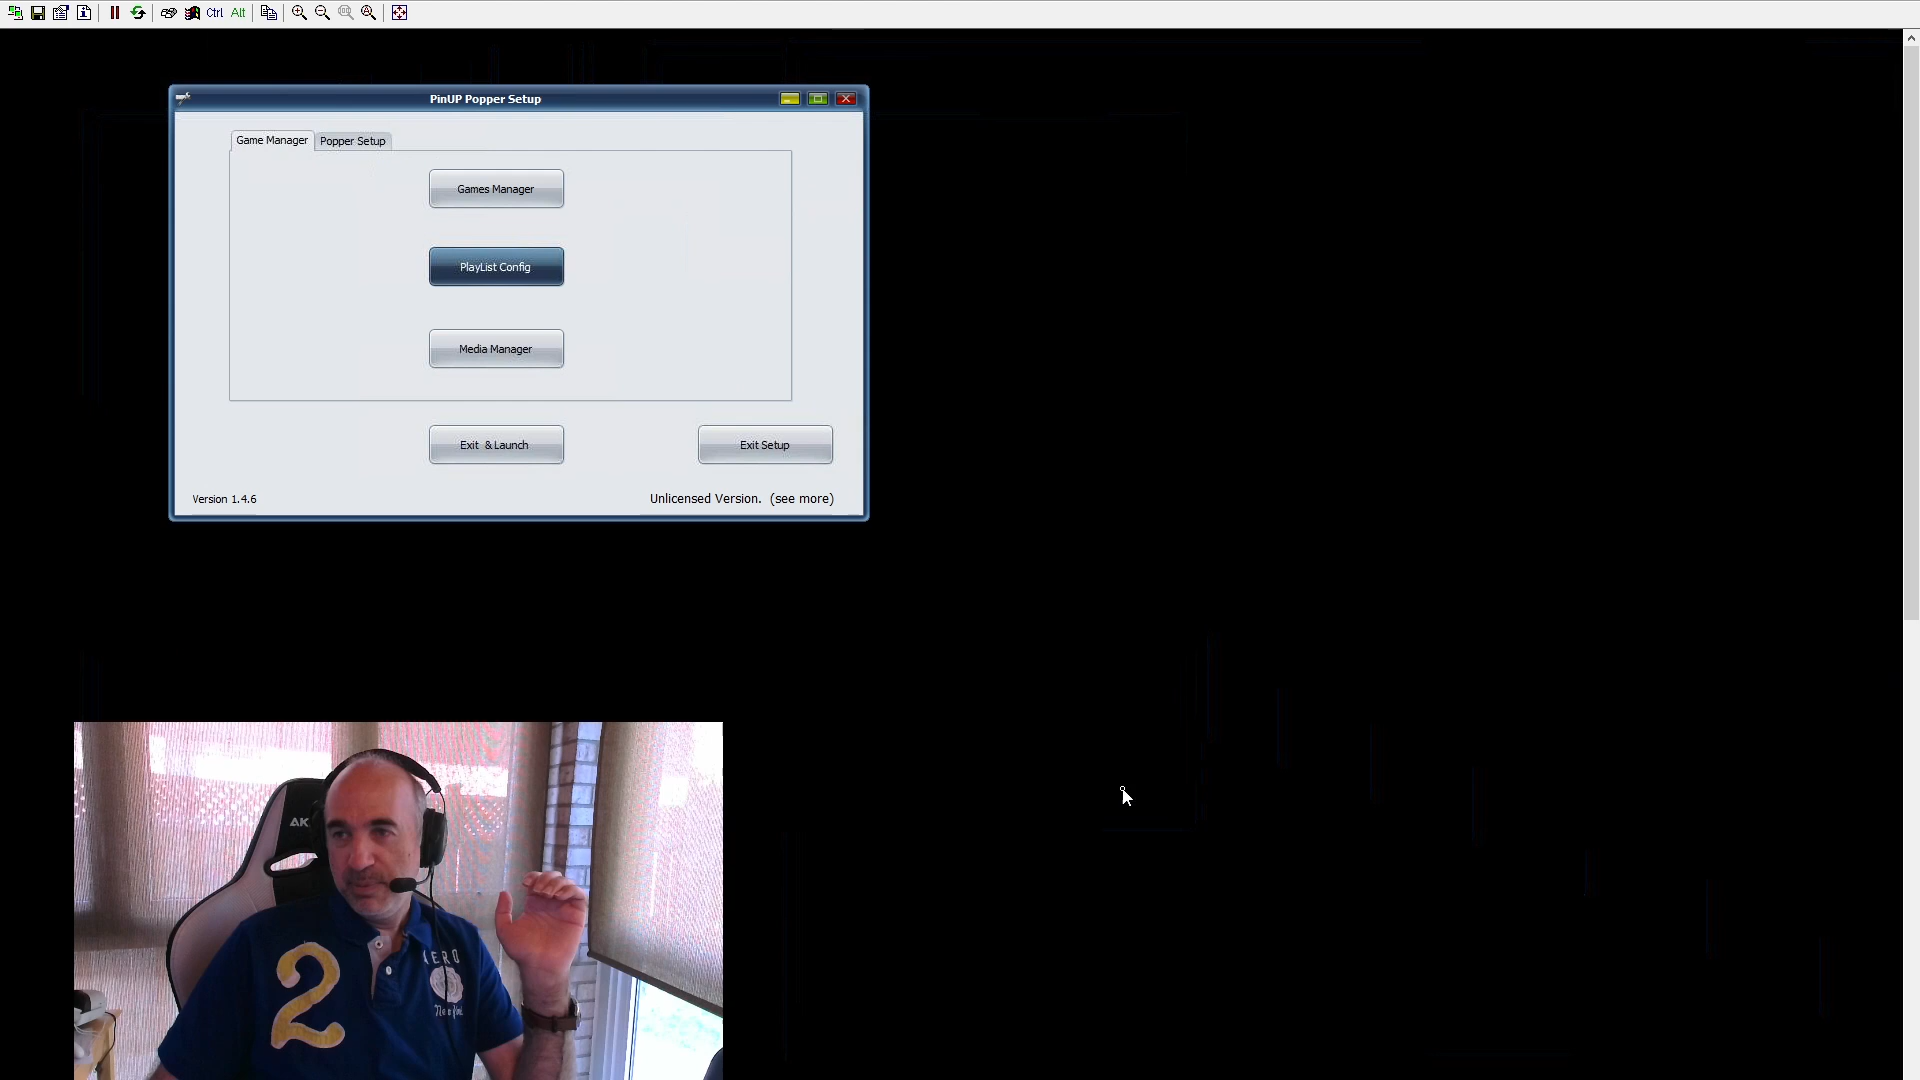 Ctrl Alt
PinUP Popper Setup
Game Manager Popper Setup
Games Manager
PlayList Config
Media Manager
Exit & Launch
Exit Setup
Version 1.4.6
Unlicensed Version. (see more)
AK
2
AERO